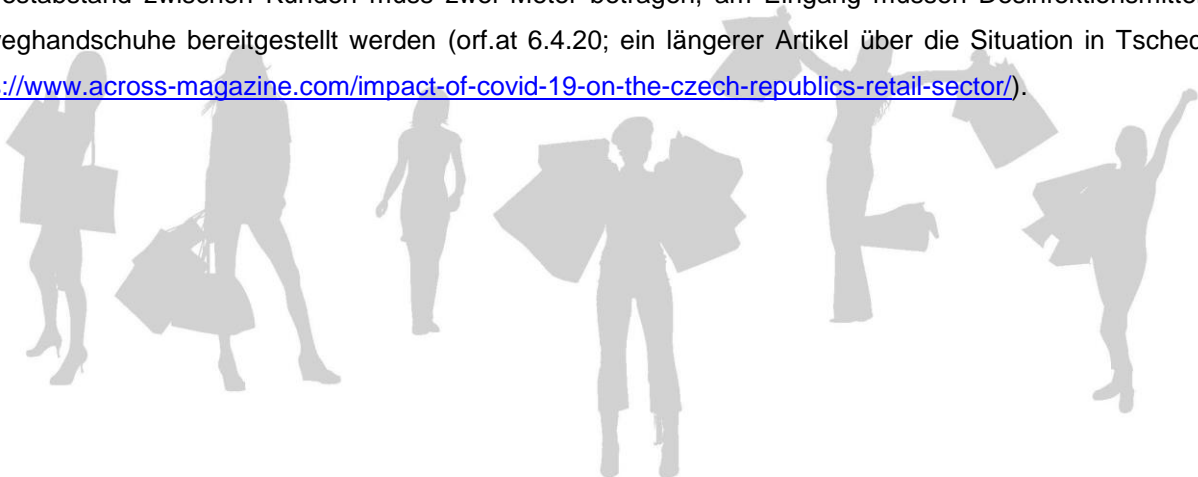 estabstand zwischen Kunden muss zwei Meter betragen, am Eingang müssen Desinfektionsmittel
weghandschuhe bereitgestellt werden (orf.at 6.4.20; ein längerer Artikel über die Situation in Tschec
s://www.across-magazine.com/impact-of-covid-19-on-the-czech-republics-retail-sector/).